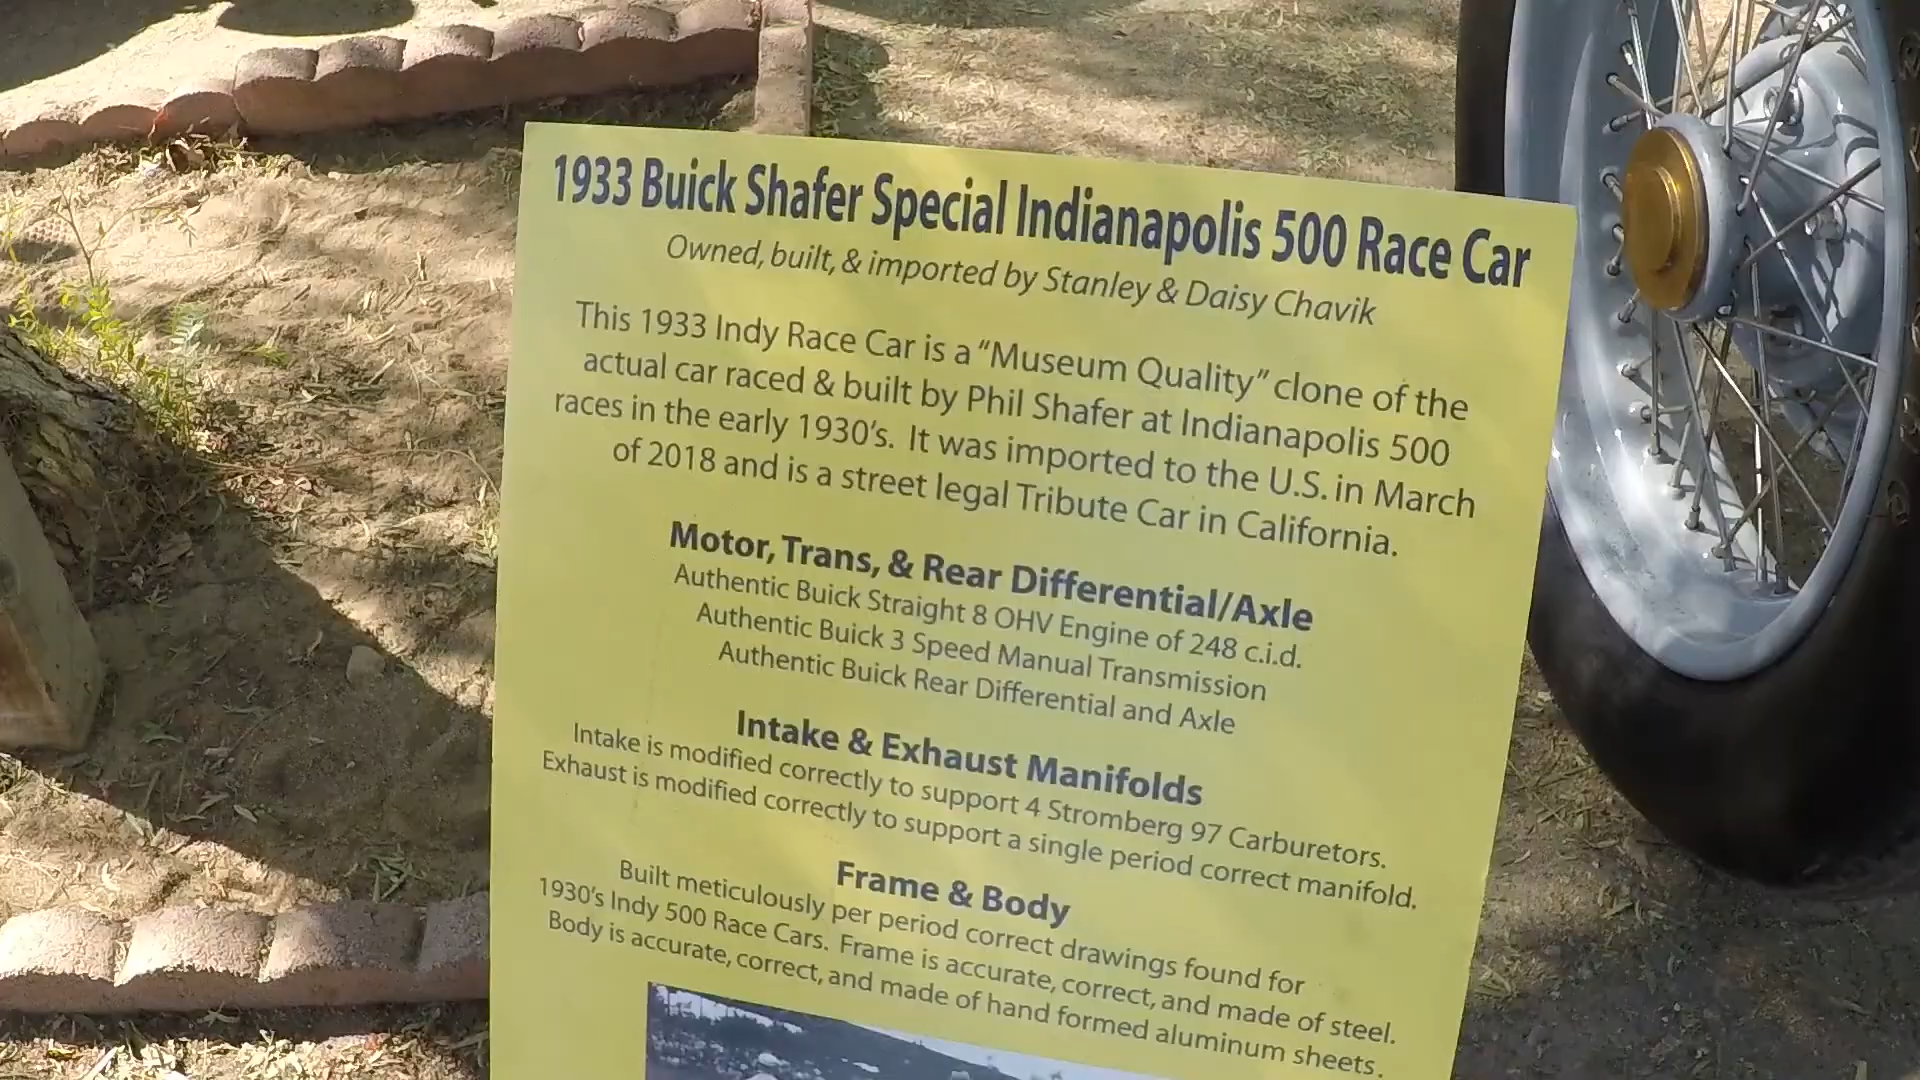 1933 Buick Shafer Special Indianapolis 500 Race Car
Owned, built, & imported by Stanley & Daisy Chavik
This 1933 Indy Race Car is a “Museum Quality” clone of the
actual car raced & built by Phil Shafer at Indianapolis 500
races in the early 1930’s. It was imported to the U.S. in March
of 2018 and is a street legal Tribute Car in California.
Motor, Trans, & Rear Differential/Axle
Authentic Buick Straight 8 OHV Engine of 248 c.i.d.
Authentic Buick 3 Speed Manual Transmission
Authentic Buick Rear Differential and Axle
Intake & Exhaust Manifolds
Intake is modified correctly to support 4 Stromberg 97 Carburetors.
Exhaust is modified correctly to support a single period correct manifold.
Frame & Body
Built meticulously per period correct drawings found for
1930’s Indy 500 Race Cars. Frame is accurate, correct, and made of steel.
Body is accurate, correct, and made of hand formed aluminum sheets.